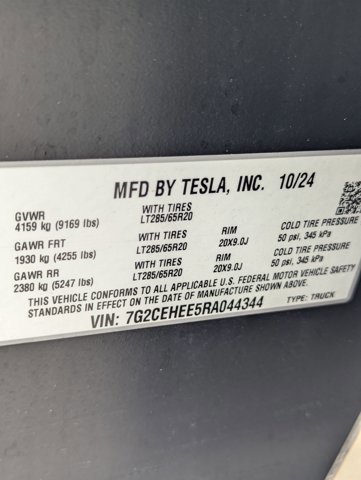 MFD BY TESLA, INC. 10/24
GVWR WITH TIRES
4159 kg (9169 lbs) LT285/65R20
GAWR FRT WITH TIRES RIM COLD TIRE PRESSURE
1930 kg (4255 lbs) LT285/65R20 20X9.0J 50 psi, 345 kPa
GAWR RR WITH TIRES RIM COLD TIRE PRESSURE
2380 kg (5247 lbs) LT285/65R20 20X9.0J 50 psi, 345 kPa
THIS VEHICLE CONFORMS TO ALL APPLICABLE U.S. FEDERAL MOTOR VEHICLE SAFETY
STANDARDS IN EFFECT ON THE DATE OF MANUFACTURE SHOWN ABOVE.
VIN: 7G2CEHEE5RA044344 TYPE: TRUCK